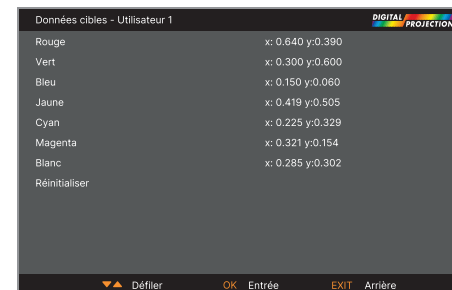 Données cibles - Utilisateur 1 DIGITAL PROJECTION
Rouge x: 0.640 y:0.390
Vert x: 0.300 y:0.600
Bleu x: 0.150 y:0.060
Jaune x: 0.419 y:0.505
Cyan x: 0.225 y:0.329
Magenta x: 0.321 y:0.154
Blanc x: 0.285 y:0.302
Réinitialiser
Défiler OK Entrée EXIT Arrière